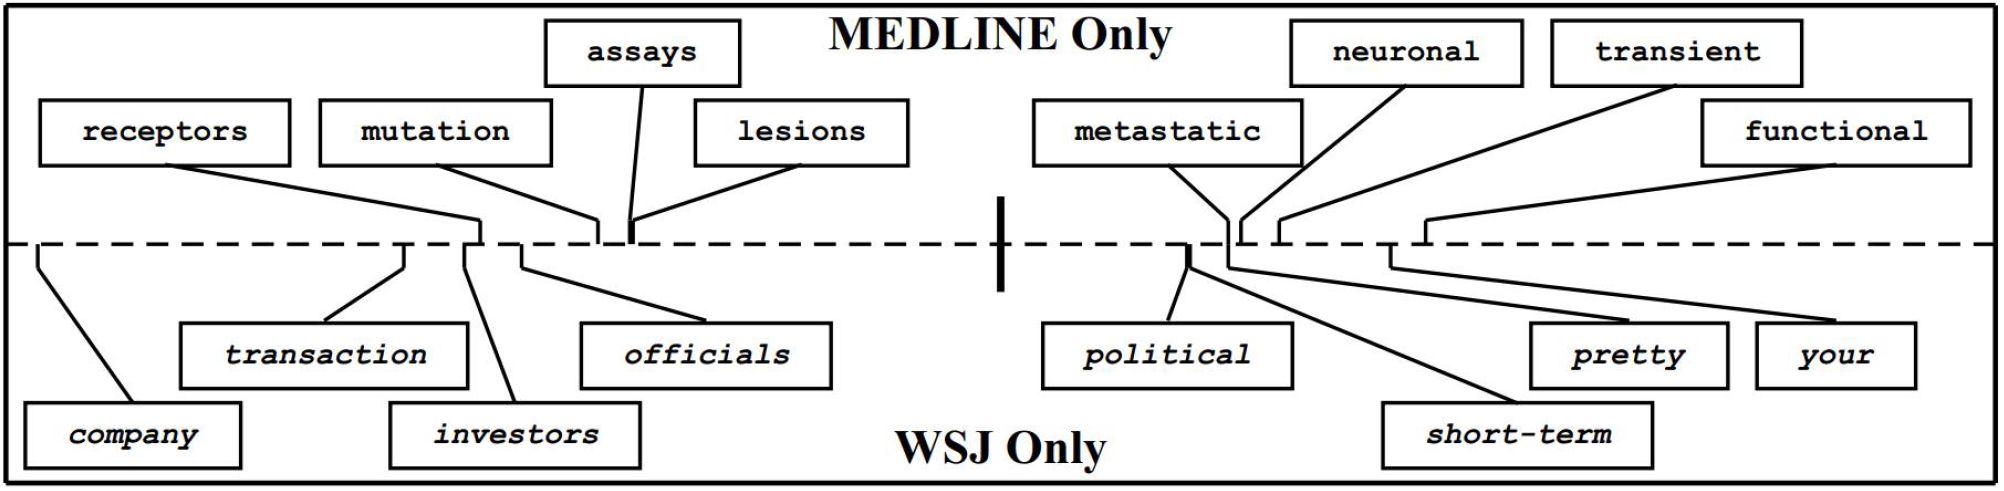 MEDLINE Only
assays
neuronal
transient
receptors
mutation
lesions
metastatic
functional
transaction
officials
political
pretty
your
company
investors
WSJ Only
short-term